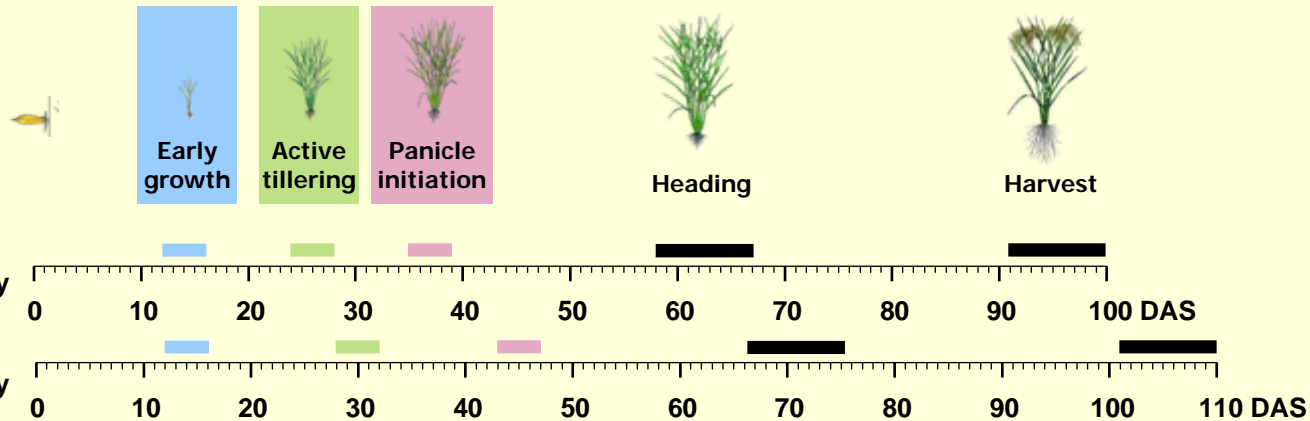 Early growth
Active tillering
Panicle initiation
Heading
Harvest
y
0 10 20 30 40 50 60 70 80 90 100 DAS
y
0 10 20 30 40 50 60 70 80 90 100 110 DAS